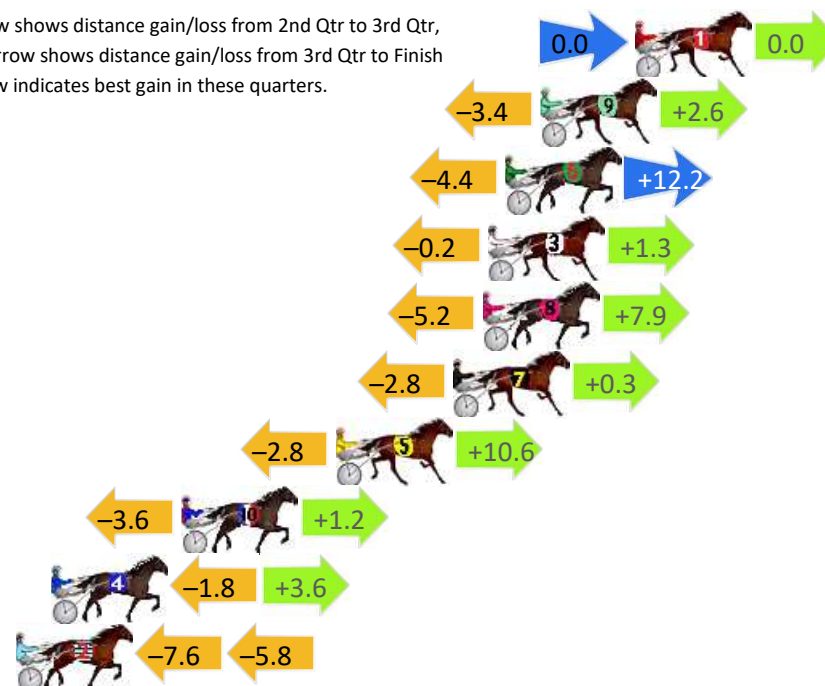 w shows distance gain/loss from 2nd Qtr to 3rd Qtr,
rrow shows distance gain/loss from 3rd Qtr to Finish
w indicates best gain in these quarters.
0.0 1 0.0
–3.4 9 +2.6
–4.4 6 +12.2
–0.2 3 +1.3
–5.2 8 +7.9
–2.8 7 +0.3
–2.8 5 +10.6
–3.6 10 +1.2
4 –1.8 +3.6
2 –7.6 –5.8